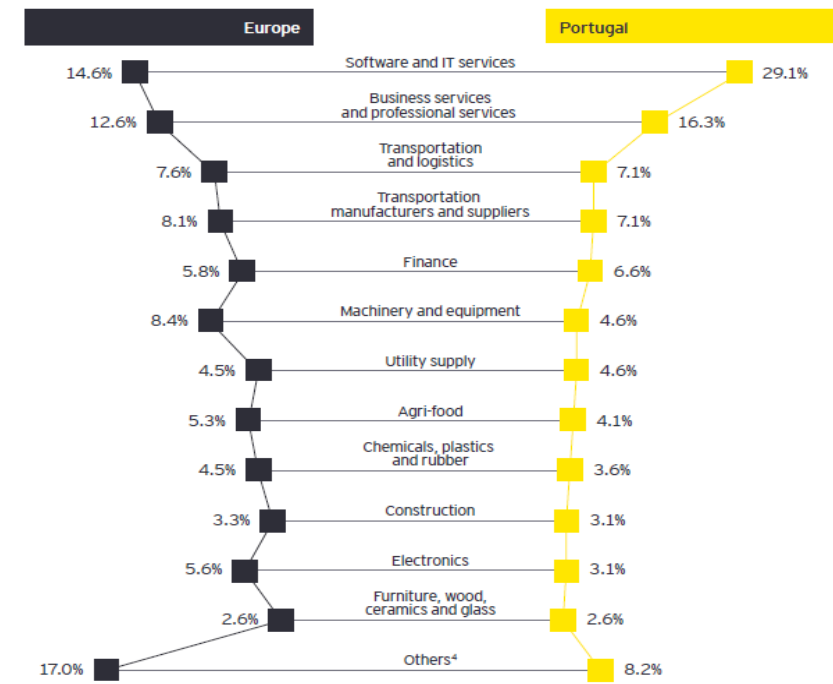 Europe Portugal
14.6% Software and IT services 29.1%
Business services
and professional services
12.6% 16.3%
Transportation
and logistics
7.6% 7.1%
Transportation
manufacturers and suppliers
8.1% 7.1%
5.8% Finance 6.6%
8.4% Machinery and equipment 4.6%
4.5% Utility supply 4.6%
5.3% Agri-food 4.1%
Chemicals, plastics
and rubber
4.5% 3.6%
3.3% Construction 3.1%
5.6% Electronics 3.1%
Furniture, wood,
ceramics and glass
2.6% 2.6%
17.0% Others⁴ 8.2%